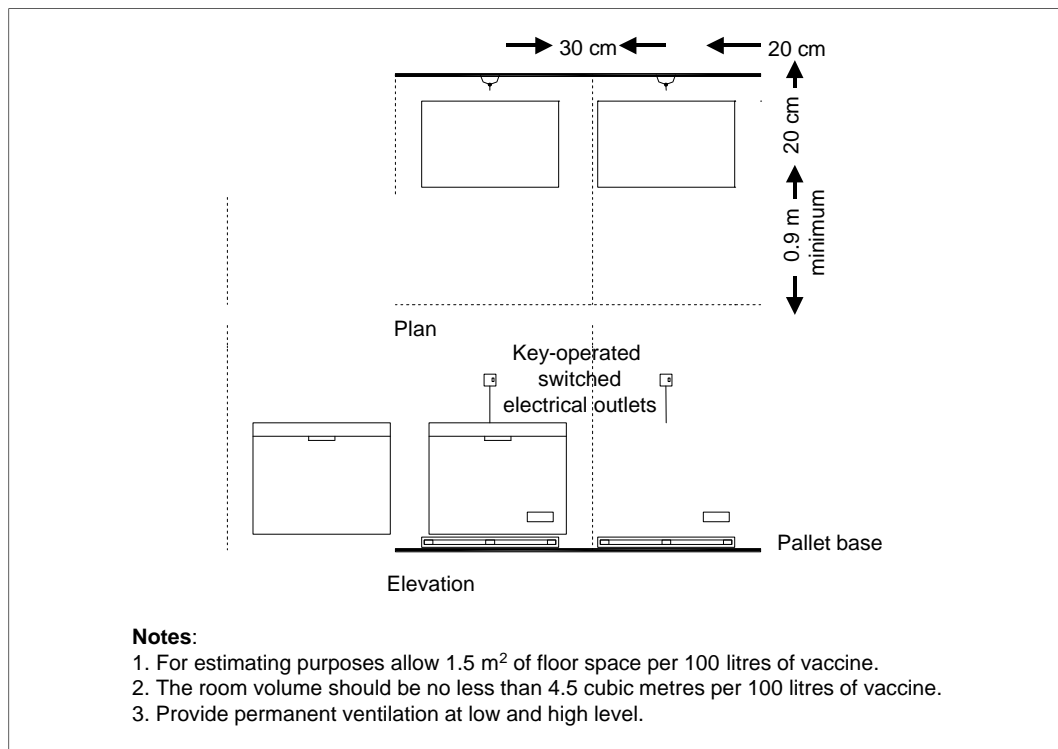 30 cm
20 cm
20 cm
0.9 m
minimum
Plan
Key-operated
switched
electrical outlets
Pallet base
Elevation
Notes:
1. For estimating purposes allow 1.5 m² of floor space per 100 litres of vaccine.
2. The room volume should be no less than 4.5 cubic metres per 100 litres of vaccine.
3. Provide permanent ventilation at low and high level.